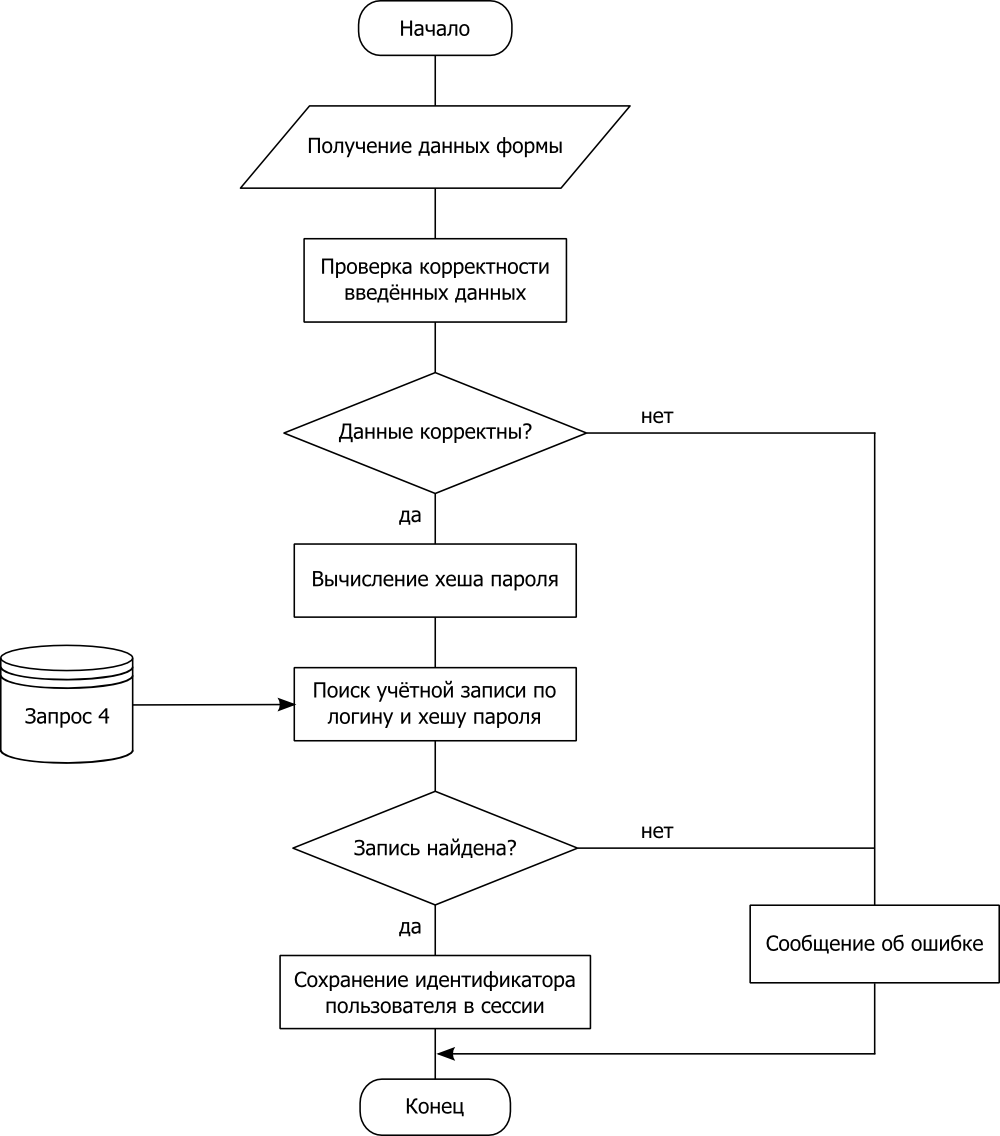 Начало
Получение данных формы
Проверка корректности
введённых данных
Данные корректны?
нет
да
Вычисление хеша пароля
Поиск учётной записи по
логину и хешу пароля
Запрос 4
Запись найдена?
нет
да
Сообщение об ошибке
Сохранение идентификатора
пользователя в сессии
Конец